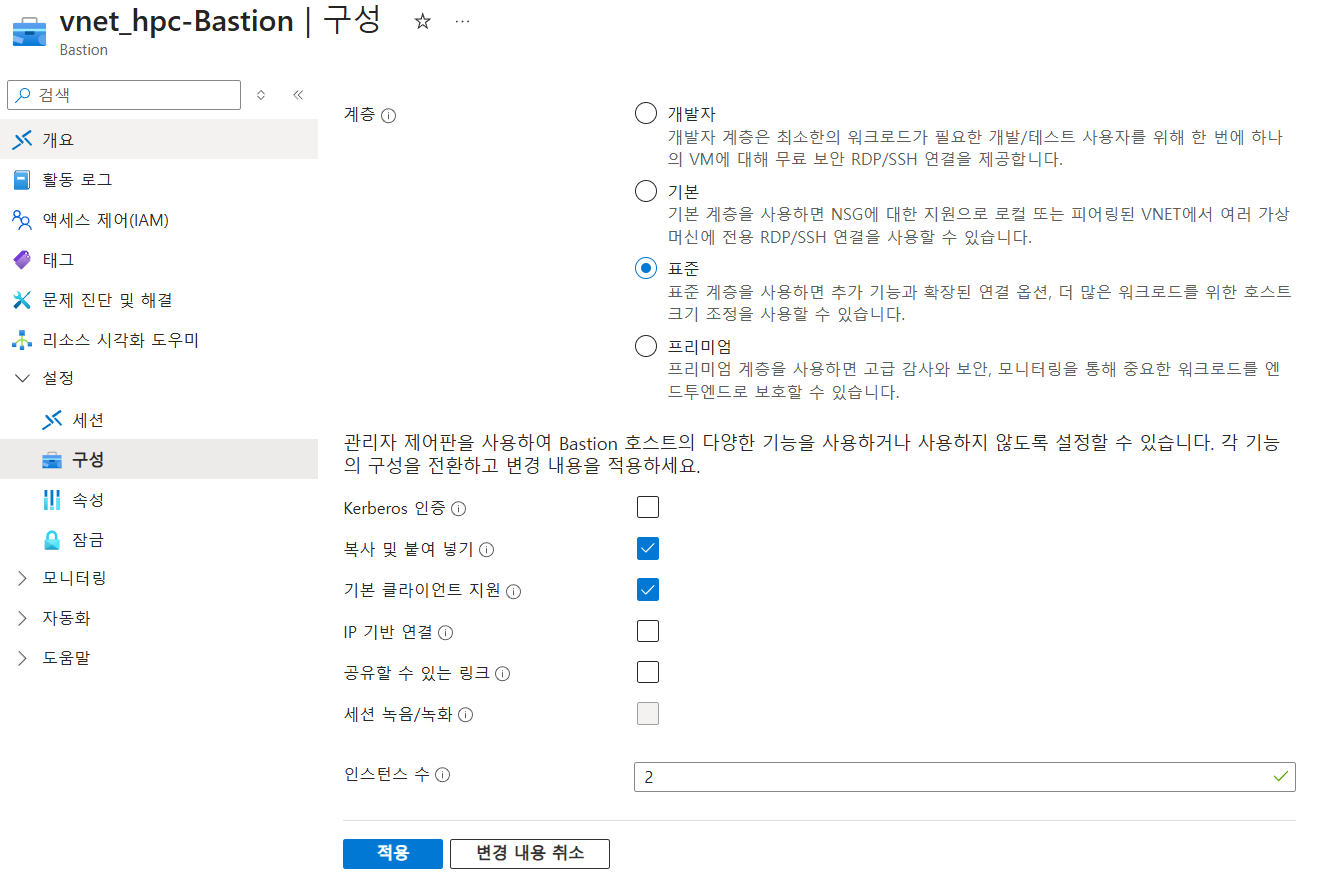 vnet_hpc-Bastion | 구성
Bastion
검색
개요
활동 로그
액세스 제어(IAM)
태그
문제 진단 및 해결
리소스 시각화 도우미
설정
세션
구성
속성
잠금
모니터링
자동화
도움말
계층
개발자
개발자 계층은 최소한의 워크로드가 필요한 개발/테스트 사용자를 위해 한 번에 하나
의 VM에 대해 무료 보안 RDP/SSH 연결을 제공합니다.
기본
기본 계층을 사용하면 NSG에 대한 지원으로 로컬 또는 피어링된 VNET에서 여러 가상
머신에 전용 RDP/SSH 연결을 사용할 수 있습니다.
표준
표준 계층을 사용하면 추가 기능과 확장된 연결 옵션, 더 많은 워크로드를 위한 호스트
크기 조정을 사용할 수 있습니다.
프리미엄
프리미엄 계층을 사용하면 고급 감사와 보안, 모니터링을 통해 중요한 워크로드를 엔
드투엔드로 보호할 수 있습니다.
관리자 제어판을 사용하여 Bastion 호스트의 다양한 기능을 사용하거나 사용하지 않도록 설정할 수 있습니다. 각 기능
의 구성을 전환하고 변경 내용을 적용하세요.
Kerberos 인증
복사 및 붙여 넣기
기본 클라이언트 지원
IP 기반 연결
공유할 수 있는 링크
세션 녹음/녹화
인스턴스 수
2
적용
변경 내용 취소